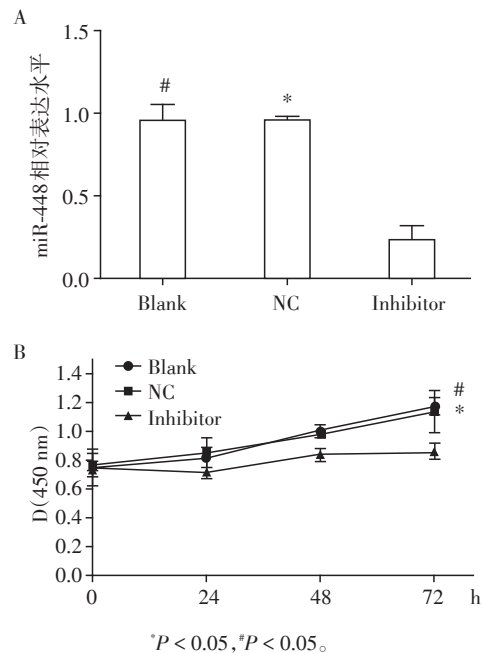 A
miR-448相对表达水平
1.5
1.0
0.5
0.0
#
*
Blank
NC
Inhibitor
B
D(450 nm)
1.4
1.2
1.0
0.8
0.6
0.4
0.2
0.0
Blank
NC
Inhibitor
#
*
0
24
48
72
h
*P < 0.05,#P < 0.05。